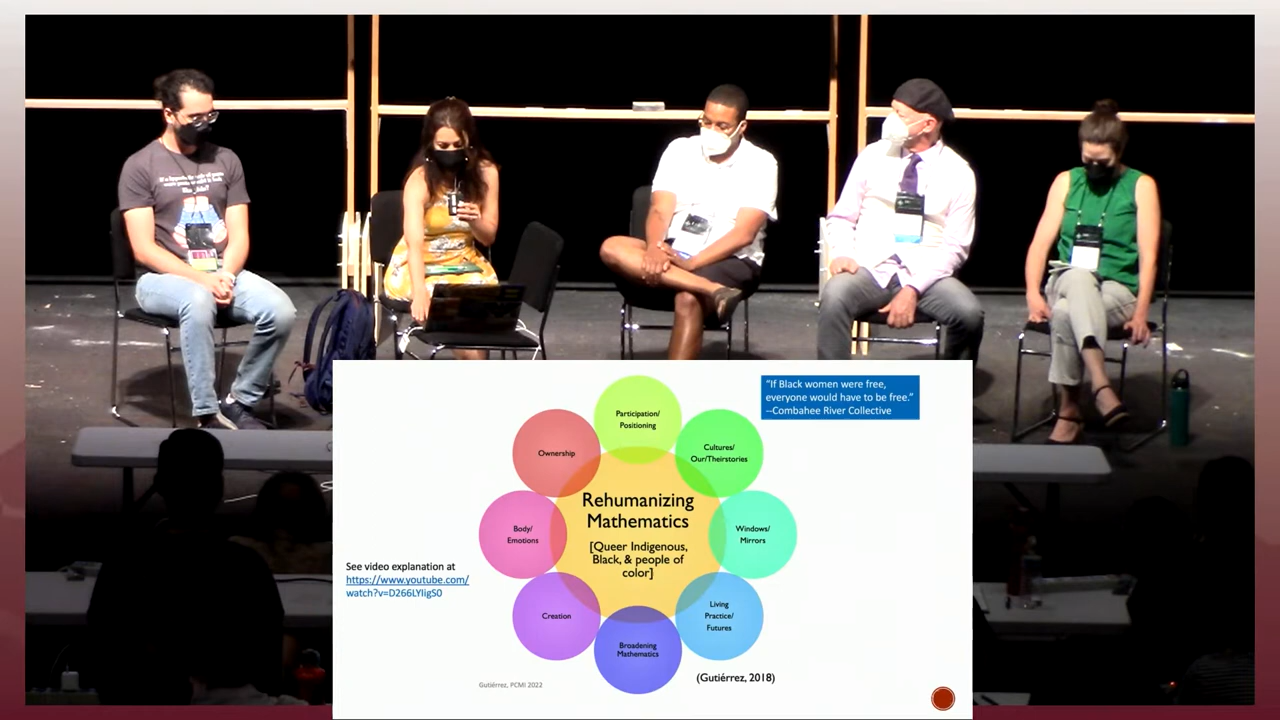 "If Black women were free,
everyone would have to be free."
--Combahee River Collective
Participation/
Positioning
Ownership
Cultures/
Our/Theirstories
Rehumanizing
Mathematics
[Queer Indigenous,
Black, & people of
color]
Body/
Emotions
Windows/
Mirrors
See video explanation at
https://www.youtube.com/
watch?v=D266LYIigS0
Creation
Living
Practice/
Futures
Broadening
Mathematics
(Gutiérrez, 2018)
Gutiérrez, PCMI 2022